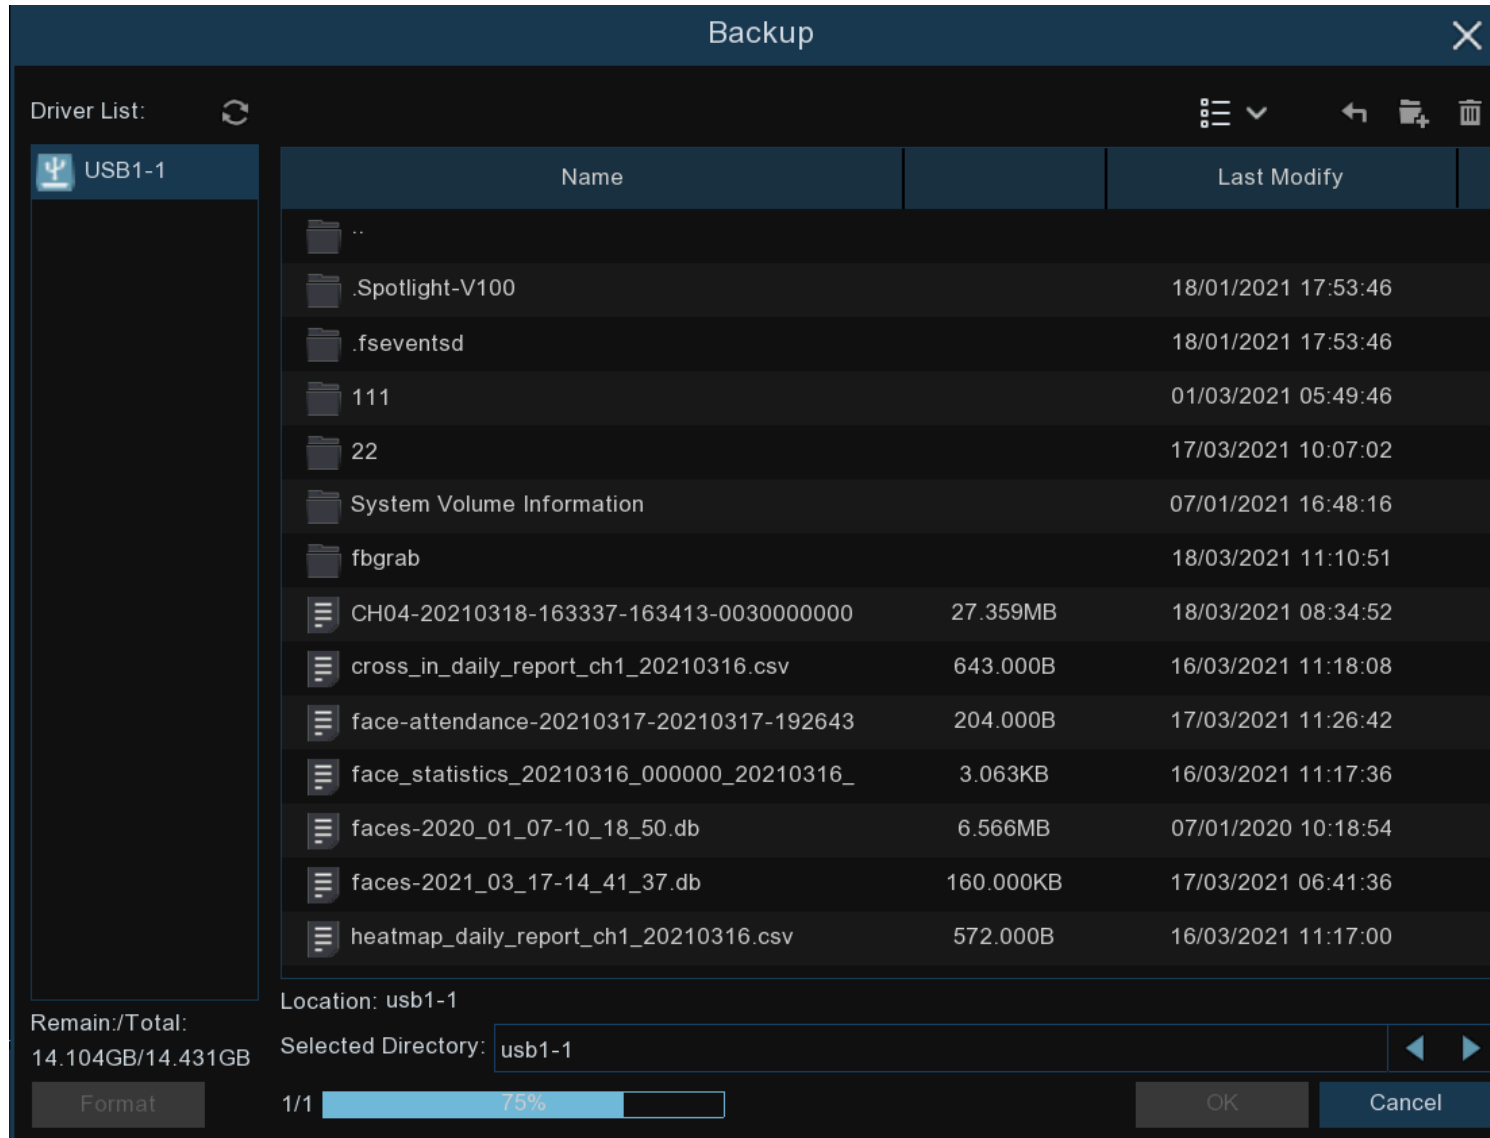 Backup
Driver List:
USB1-1
Name Last Modify
..
.Spotlight-V100 18/01/2021 17:53:46
.fseventsd 18/01/2021 17:53:46
111 01/03/2021 05:49:46
22 17/03/2021 10:07:02
System Volume Information 07/01/2021 16:48:16
fbgrab 18/03/2021 11:10:51
CH04-20210318-163337-163413-0030000000 27.359MB 18/03/2021 08:34:52
cross_in_daily_report_ch1_20210316.csv 643.000B 16/03/2021 11:18:08
face-attendance-20210317-20210317-192643 204.000B 17/03/2021 11:26:42
face_statistics_20210316_000000_20210316_ 3.063KB 16/03/2021 11:17:36
faces-2020_01_07-10_18_50.db 6.566MB 07/01/2020 10:18:54
faces-2021_03_17-14_41_37.db 160.000KB 17/03/2021 06:41:36
heatmap_daily_report_ch1_20210316.csv 572.000B 16/03/2021 11:17:00
Location: usb1-1
Remain:/Total:
14.104GB/14.431GB
Selected Directory: usb1-1
Format
1/1 75%
OK
Cancel